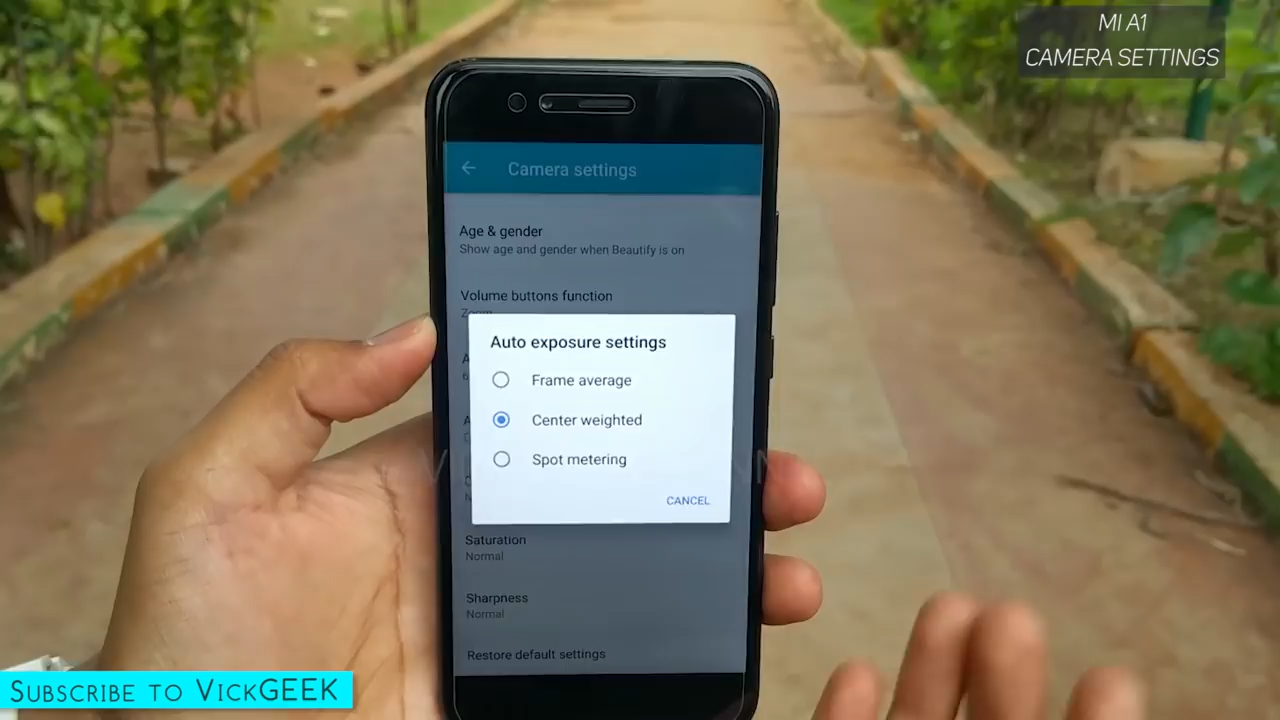 MI A1
CAMERA SETTINGS
Camera settings
Age & gender
Show age and gender when Beautify is on
Volume buttons function
Auto exposure settings
Frame average
Center weighted
Spot metering
CANCEL
Saturation
Normal
Sharpness
Normal
Restore default settings
SUBSCRIBE TO VICKGEEK